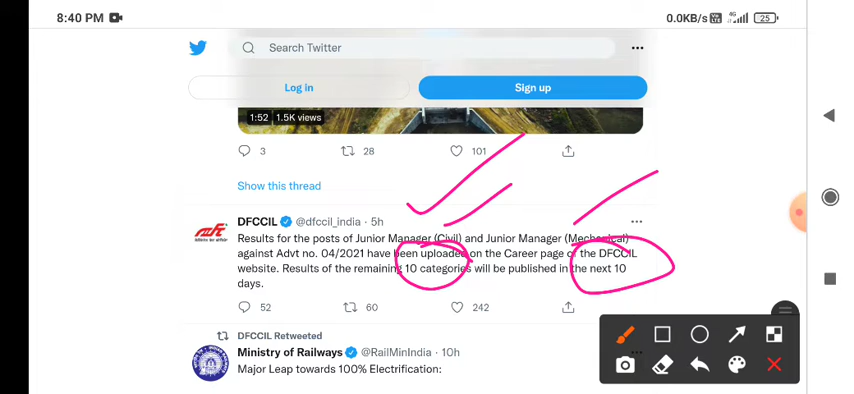 8:40 PM
0.0KB/s 4G 25
Search Twitter
Log in
Sign up
1:52 1.5K views
3 28 101
Show this thread
DFCCIL @dfccil_india · 5h
Results for the posts of Junior Manager (Civil) and Junior Manager (Mechanical)
against Advt no. 04/2021 have been uploaded on the Career page of the DFCCIL
website. Results of the remaining 10 categories will be published in the next 10
days.
52 60 242
DFCCIL Retweeted
Ministry of Railways @RailMinIndia · 10h
Major Leap towards 100% Electrification: